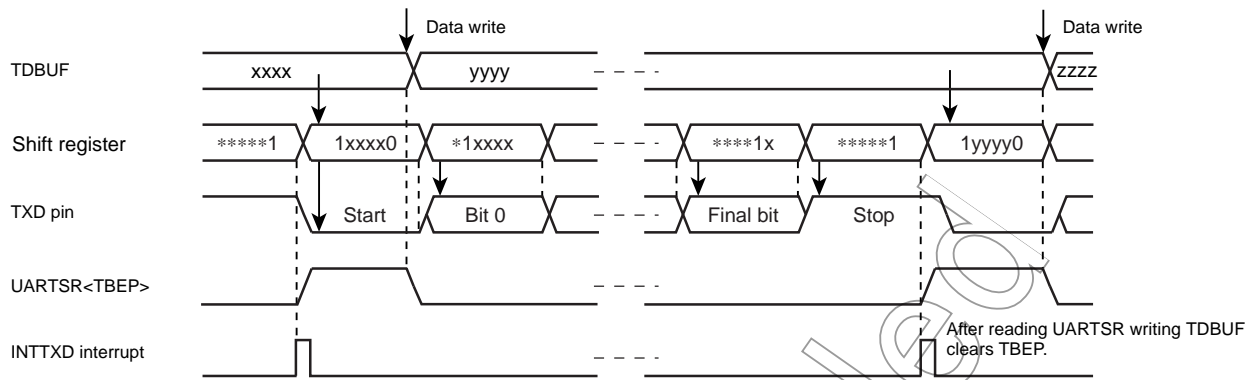 Data write
Data write
TDBUF
xxxx
yyyy
zzzz
Shift register
*****1
1xxxx0
*1xxxx
****1x
*****1
1yyyy0
TXD pin
Start
Bit 0
Final bit
Stop
UARTSR<TBEP>
After reading UARTSR writing TDBUF
clears TBEP.
INTTXD interrupt